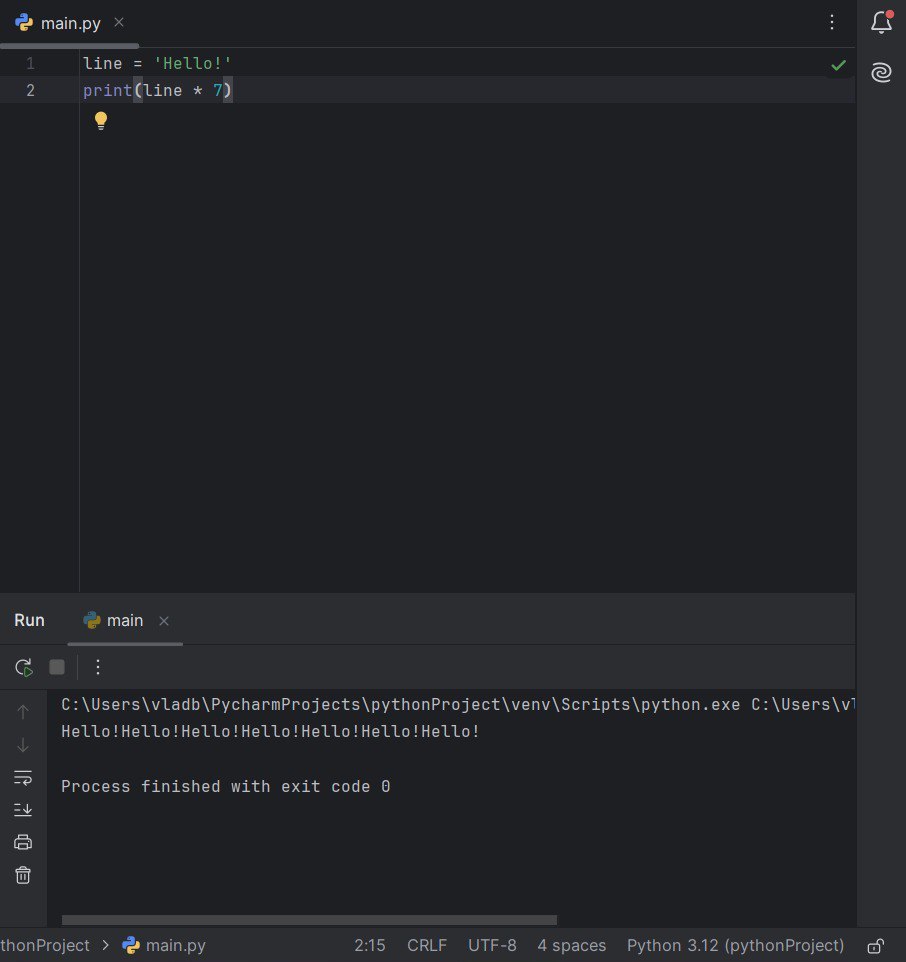 main.py
1 line = 'Hello!'
2 print(line * 7)
Run main
C:\Users\vladb\PycharmProjects\pythonProject\venv\Scripts\python.exe C:\Users\vl
Hello!Hello!Hello!Hello!Hello!Hello!Hello!
Process finished with exit code 0
thonProject > main.py 2:15 CRLF UTF-8 4 spaces Python 3.12 (pythonProject)